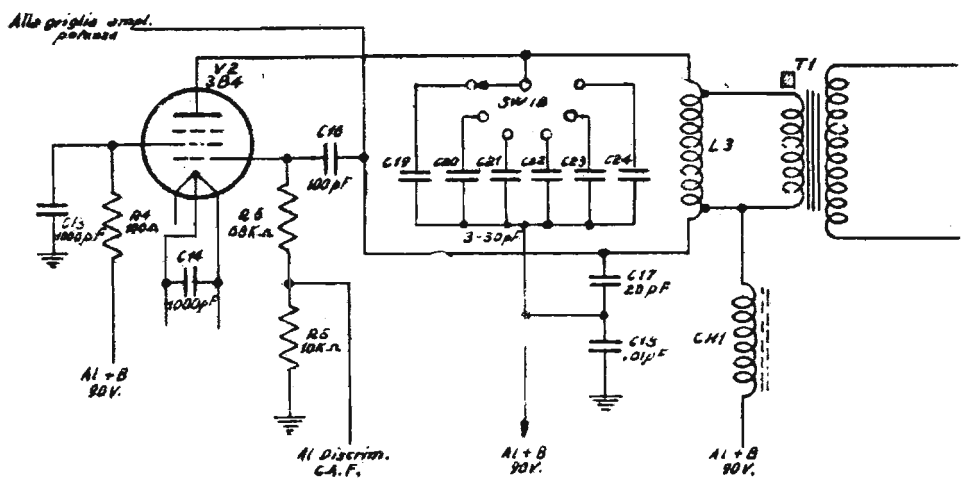 Alla griglia ampl.
potenza
V2
3B4
T1
SW1B
C16
100pF
C19
C20
C21
C22
C23
C24
L3
C13
1000pF
R4
100Ω
R6
68K Ω
3-30pF
C14
1000pF
C17
20pF
R5
10K Ω
C15
.01μF
CH1
Al + B
90V.
Al Discrim.
C.A.F.
Al + B
90V.
Al + B
90V.